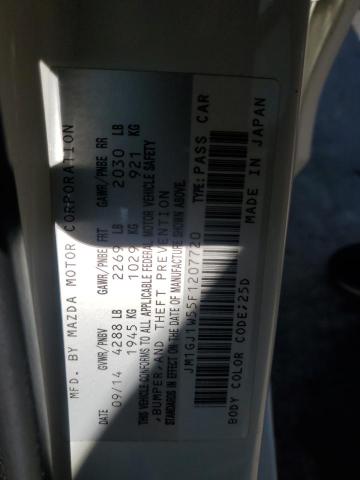 MFD. BY MAZDA MOTOR CORPORATION
GVWR/PNBV GAWR/PNBE FRT GAWR/PNBE RR
DATE 09/14 4288 LB 2269 LB 2030 LB
1945 KG 1029 KG 921 KG
THIS VEHICLE CONFORMS TO ALL APPLICABLE FEDERAL MOTOR VEHICLE SAFETY
,BUMPER,AND THEFT PREVENTION
STANDARDS IN EFFECT ON THE DATE OF MANUFACTURE SHOWN ABOVE.
JM1GJ1W55F1207720 TYPE: PASS CAR
BODY COLOR CODE;25D MADE IN JAPAN